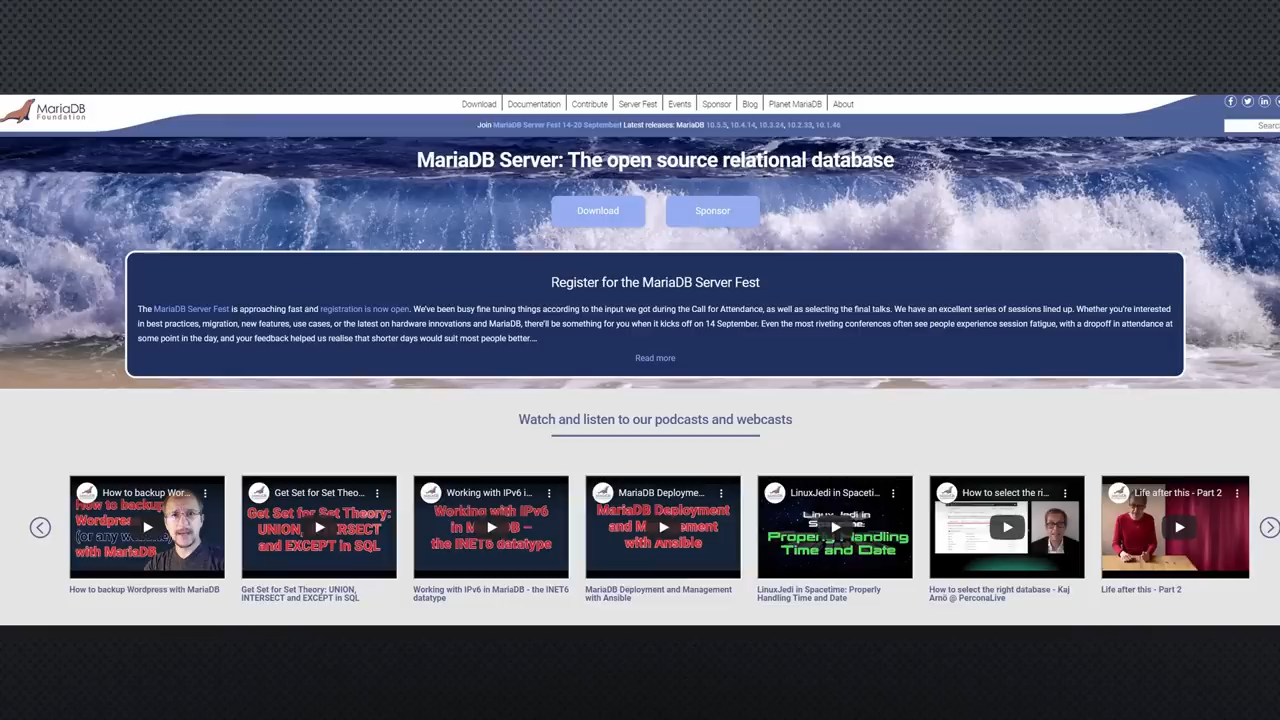 MariaDB
Foundation
Download
Documentation
Contribute
Server Fest
Events
Sponsor
Blog
Planet MariaDB
About
Join MariaDB Server Fest 14-20 September! Latest releases: MariaDB 10.5.5, 10.4.14, 10.3.24, 10.2.33, 10.1.46
Searc
MariaDB Server: The open source relational database
Download
Sponsor
Register for the MariaDB Server Fest
The MariaDB Server Fest is approaching fast and registration is now open. We've been busy fine tuning things according to the input we got during the Call for Attendance, as well as selecting the final talks. We have an excellent series of sessions lined up. Whether you're interested
in best practices, migration, new features, use cases, or the latest on hardware innovations and MariaDB, there'll be something for you when it kicks off on 14 September. Even the most riveting conferences often see people experience session fatigue, with a dropoff in attendance at
some point in the day, and your feedback helped us realise that shorter days would suit most people better....
Read more
Watch and listen to our podcasts and webcasts
How to backup Wor...
How to backup
Wordpress
(or any website)
with MariaDB
Get Set for Set Theo...
Get Set for Set Theory:
UNION, INTERSECT
and EXCEPT in SQL
Working with IPv6 i...
Working with IPv6
in MariaDB –
the INET6 datatype
MariaDB Deployme...
MariaDB Deployment
and Management
with Ansible
LinuxJedi in Spaceti...
LinuxJedi in
Spacetime:
Properly Handling
Time and Date
How to select the ri...
Life after this - Part 2
How to backup Wordpress with MariaDB
Get Set for Set Theory: UNION,
INTERSECT and EXCEPT in SQL
Working with IPv6 in MariaDB - the INET6
datatype
MariaDB Deployment and Management
with Ansible
LinuxJedi in Spacetime: Properly
Handling Time and Date
How to select the right database - Kaj
Arnö @ PerconaLive
Life after this - Part 2